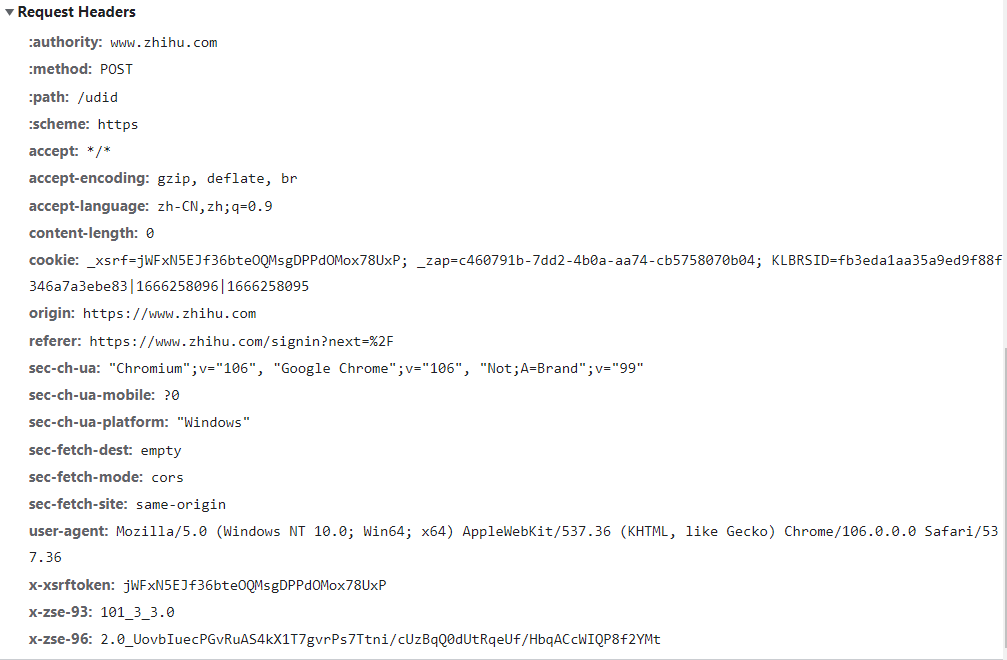 Request Headers
:authority: www.zhihu.com
:method: POST
:path: /udid
:scheme: https
accept: */*
accept-encoding: gzip, deflate, br
accept-language: zh-CN,zh;q=0.9
content-length: 0
cookie: _xsrf=jWFxN5EJf36bteOQMsgDPPdOMox78UxP; _zap=c460791b-7dd2-4b0a-aa74-cb5758070b04; KLBRSID=fb3eda1aa35a9ed9f88f
346a7a3ebe83|1666258096|1666258095
origin: https://www.zhihu.com
referer: https://www.zhihu.com/signin?next=%2F
sec-ch-ua: "Chromium";v="106", "Google Chrome";v="106", "Not;A=Brand";v="99"
sec-ch-ua-mobile: ?0
sec-ch-ua-platform: "Windows"
sec-fetch-dest: empty
sec-fetch-mode: cors
sec-fetch-site: same-origin
user-agent: Mozilla/5.0 (Windows NT 10.0; Win64; x64) AppleWebKit/537.36 (KHTML, like Gecko) Chrome/106.0.0.0 Safari/53
7.36
x-xsrftoken: jWFxN5EJf36bteOQMsgDPPdOMox78UxP
x-zse-93: 101_3_3.0
x-zse-96: 2.0_UovbIuecPGvRuAS4kX1T7gvrPs7Ttni/cUzBqQ0dUtRqeUf/HbqACcWIQP8f2YMt